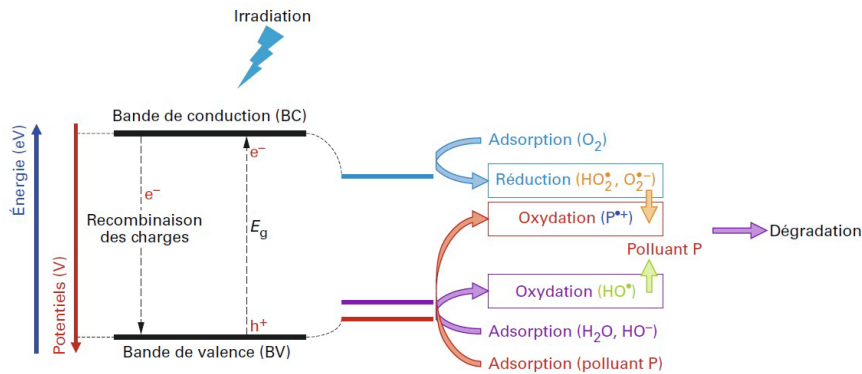 Irradiation
Bande de conduction (BC)
Énergie (eV)
Potentiels (V)
e⁻
e⁻
Recombinaison
des charges
E_g
h⁺
Bande de valence (BV)
Adsorption (O₂)
Réduction (HO₂•, O₂•⁻)
Oxydation (P•⁺)
Polluant P
Dégradation
Oxydation (HO•)
Adsorption (H₂O, HO⁻)
Adsorption (polluant P)